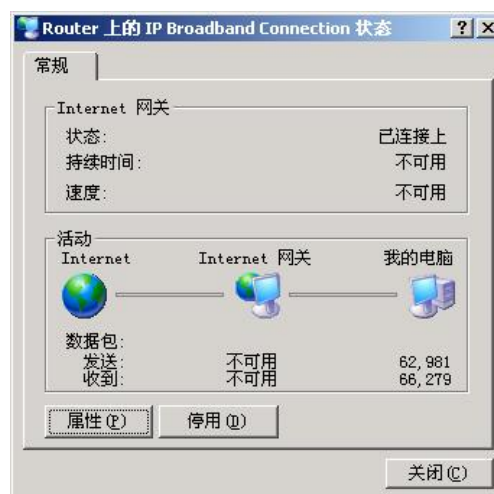 Router 上的 IP Broadband Connection 状态
常规
Internet 网关
状态: 已连接上
持续时间: 不可用
速度: 不可用
活动
Internet Internet 网关 我的电脑
数据包:
发送: 不可用 62,981
收到: 不可用 66,279
属性(P) 停用(D)
关闭(C)